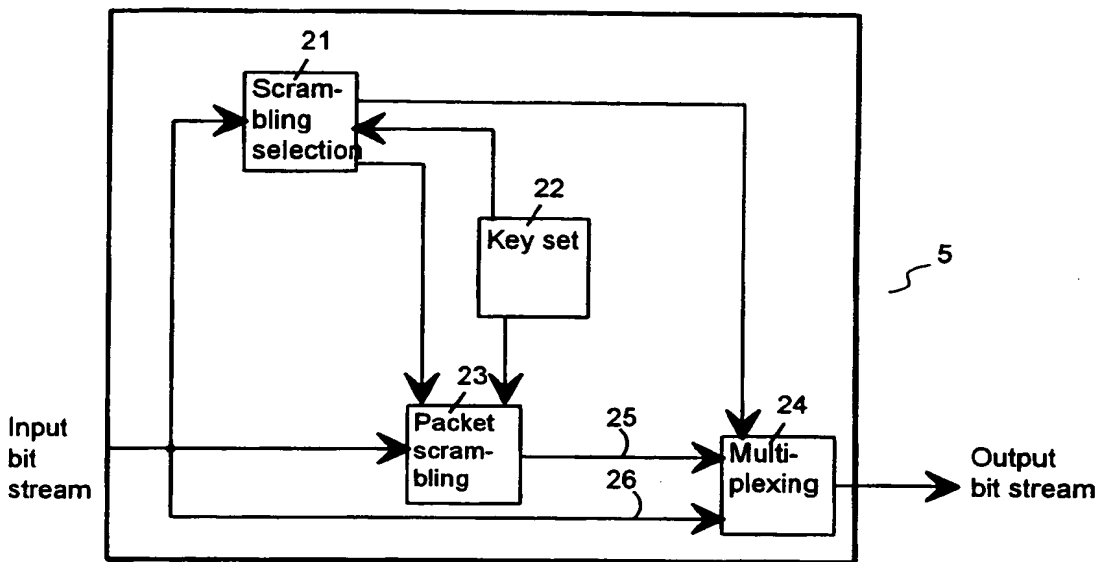 21
Scram-
bling
selection
22
Key set
5
23
Packet
scram-
bling
Input
bit
stream
25
26
24
Multi-
plexing
Output
bit stream